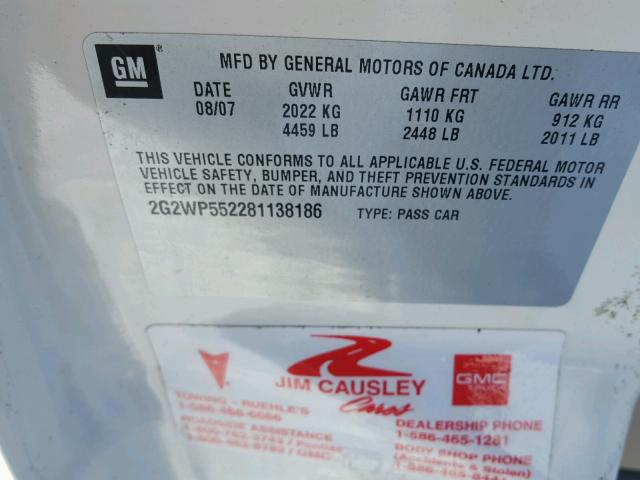 GM ®
MFD BY GENERAL MOTORS OF CANADA LTD.
DATE GVWR GAWR FRT GAWR RR
08/07 2022 KG 1110 KG 912 KG
4459 LB 2448 LB 2011 LB
THIS VEHICLE CONFORMS TO ALL APPLICABLE U.S. FEDERAL MOTOR
VEHICLE SAFETY, BUMPER, AND THEFT PREVENTION STANDARDS IN
EFFECT ON THE DATE OF MANUFACTURE SHOWN ABOVE.
2G2WP552281138186 TYPE: PASS CAR
JIM CAUSLEY
Cars
GMC
TOWING - RUEHLE'S
ROADSIDE ASSISTANCE
DEALERSHIP PHONE
1-586-465-1281
BODY SHOP PHONE
(Accidents & Stolen)